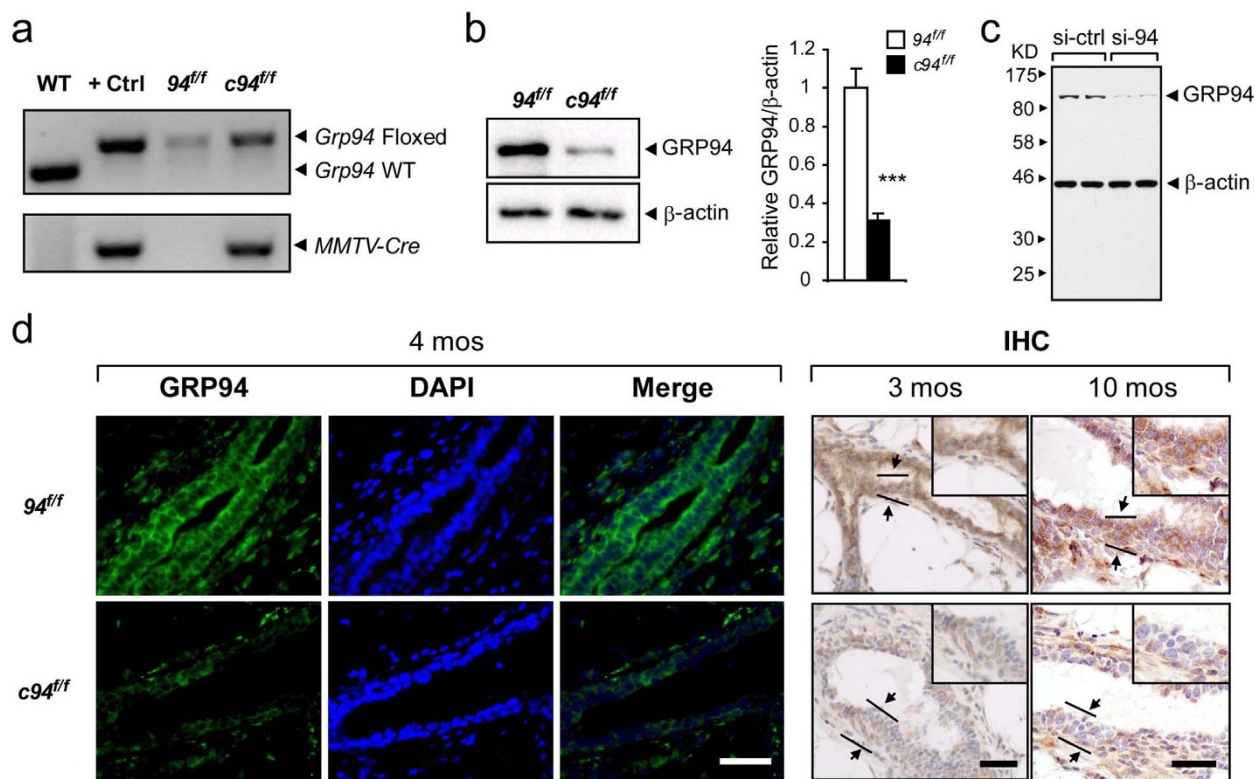 a
WT + Ctrl 94f/f c94f/f
Grp94 Floxed
Grp94 WT
MMTV-Cre
b
94f/f c94f/f
GRP94
β-actin
Relative GRP94/β-actin
1.2
1
0.8
0.6
0.4
0.2
0
***
94f/f
c94f/f
c
KD
si-ctrl si-94
175
80
58
46
30
25
GRP94
β-actin
d
4 mos
GRP94 DAPI Merge
IHC
3 mos 10 mos
94f/f
c94f/f